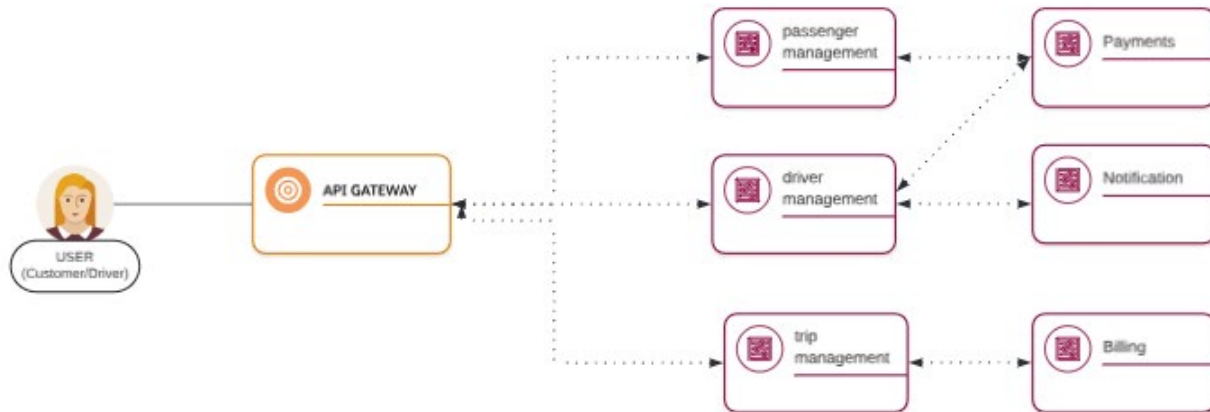 passenger
management
Payments
API GATEWAY
driver
management
Notification
USER
(Customer/Driver)
trip
management
Billing